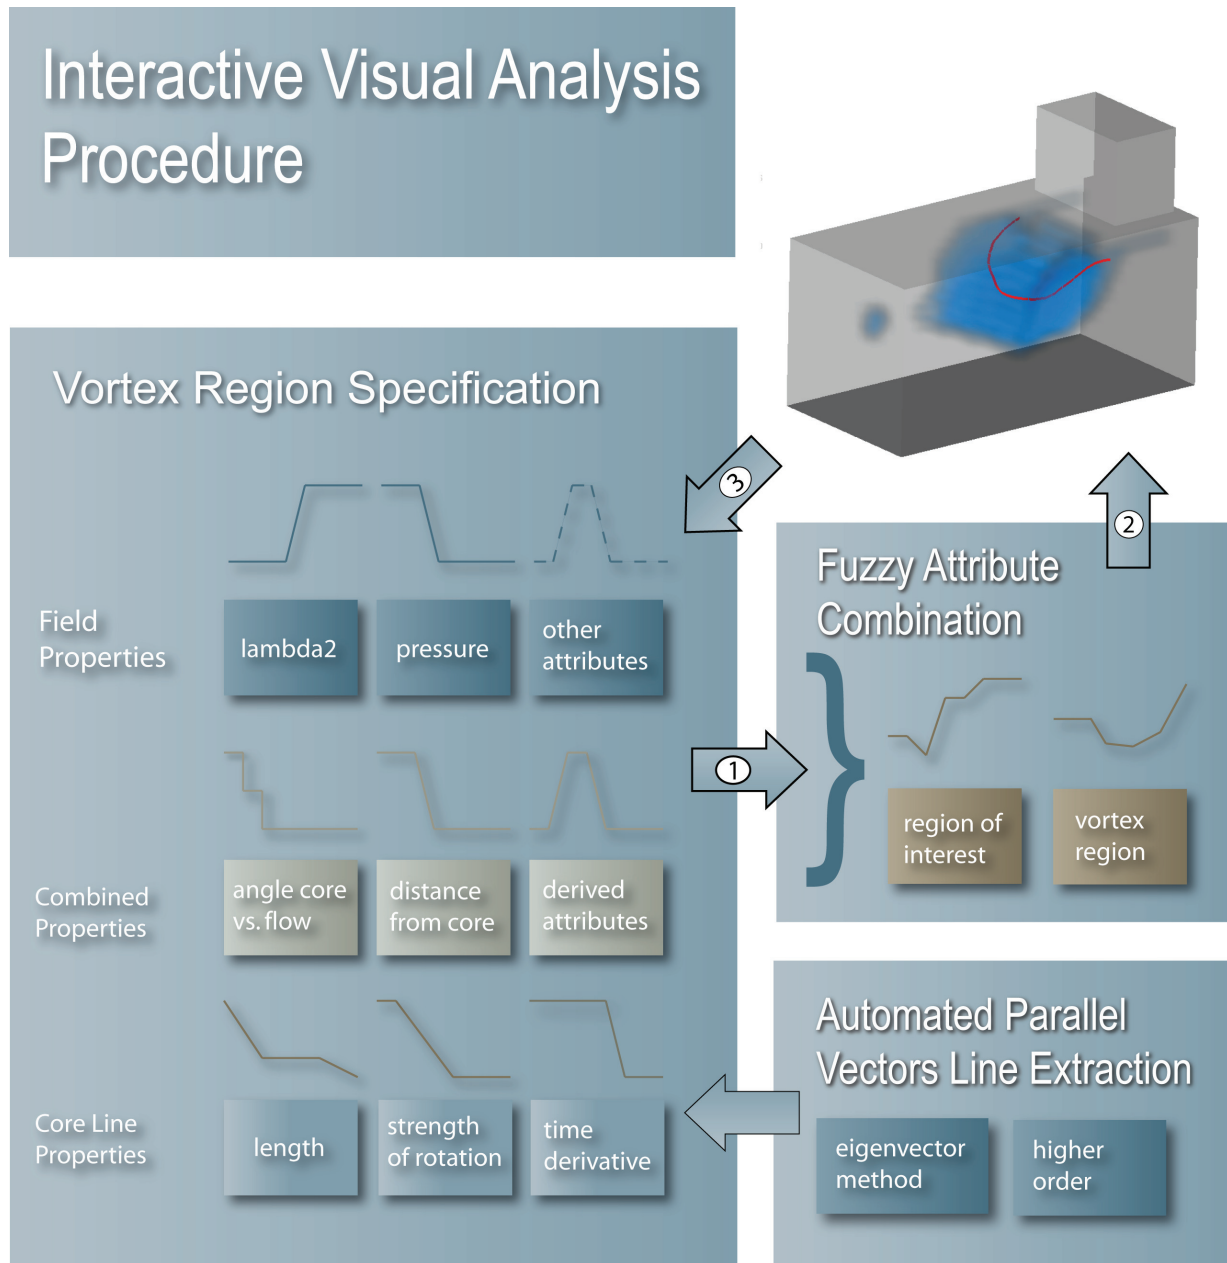 Interactive Visual Analysis
Procedure
Vortex Region Specification
3
2
Field
Properties
lambda2
pressure
other
attributes
1
Combined
Properties
angle core
vs. flow
distance
from core
derived
attributes
Core Line
Properties
length
strength
of rotation
time
derivative
Fuzzy Attribute
Combination
region of
interest
vortex
region
Automated Parallel
Vectors Line Extraction
eigenvector
method
higher
order